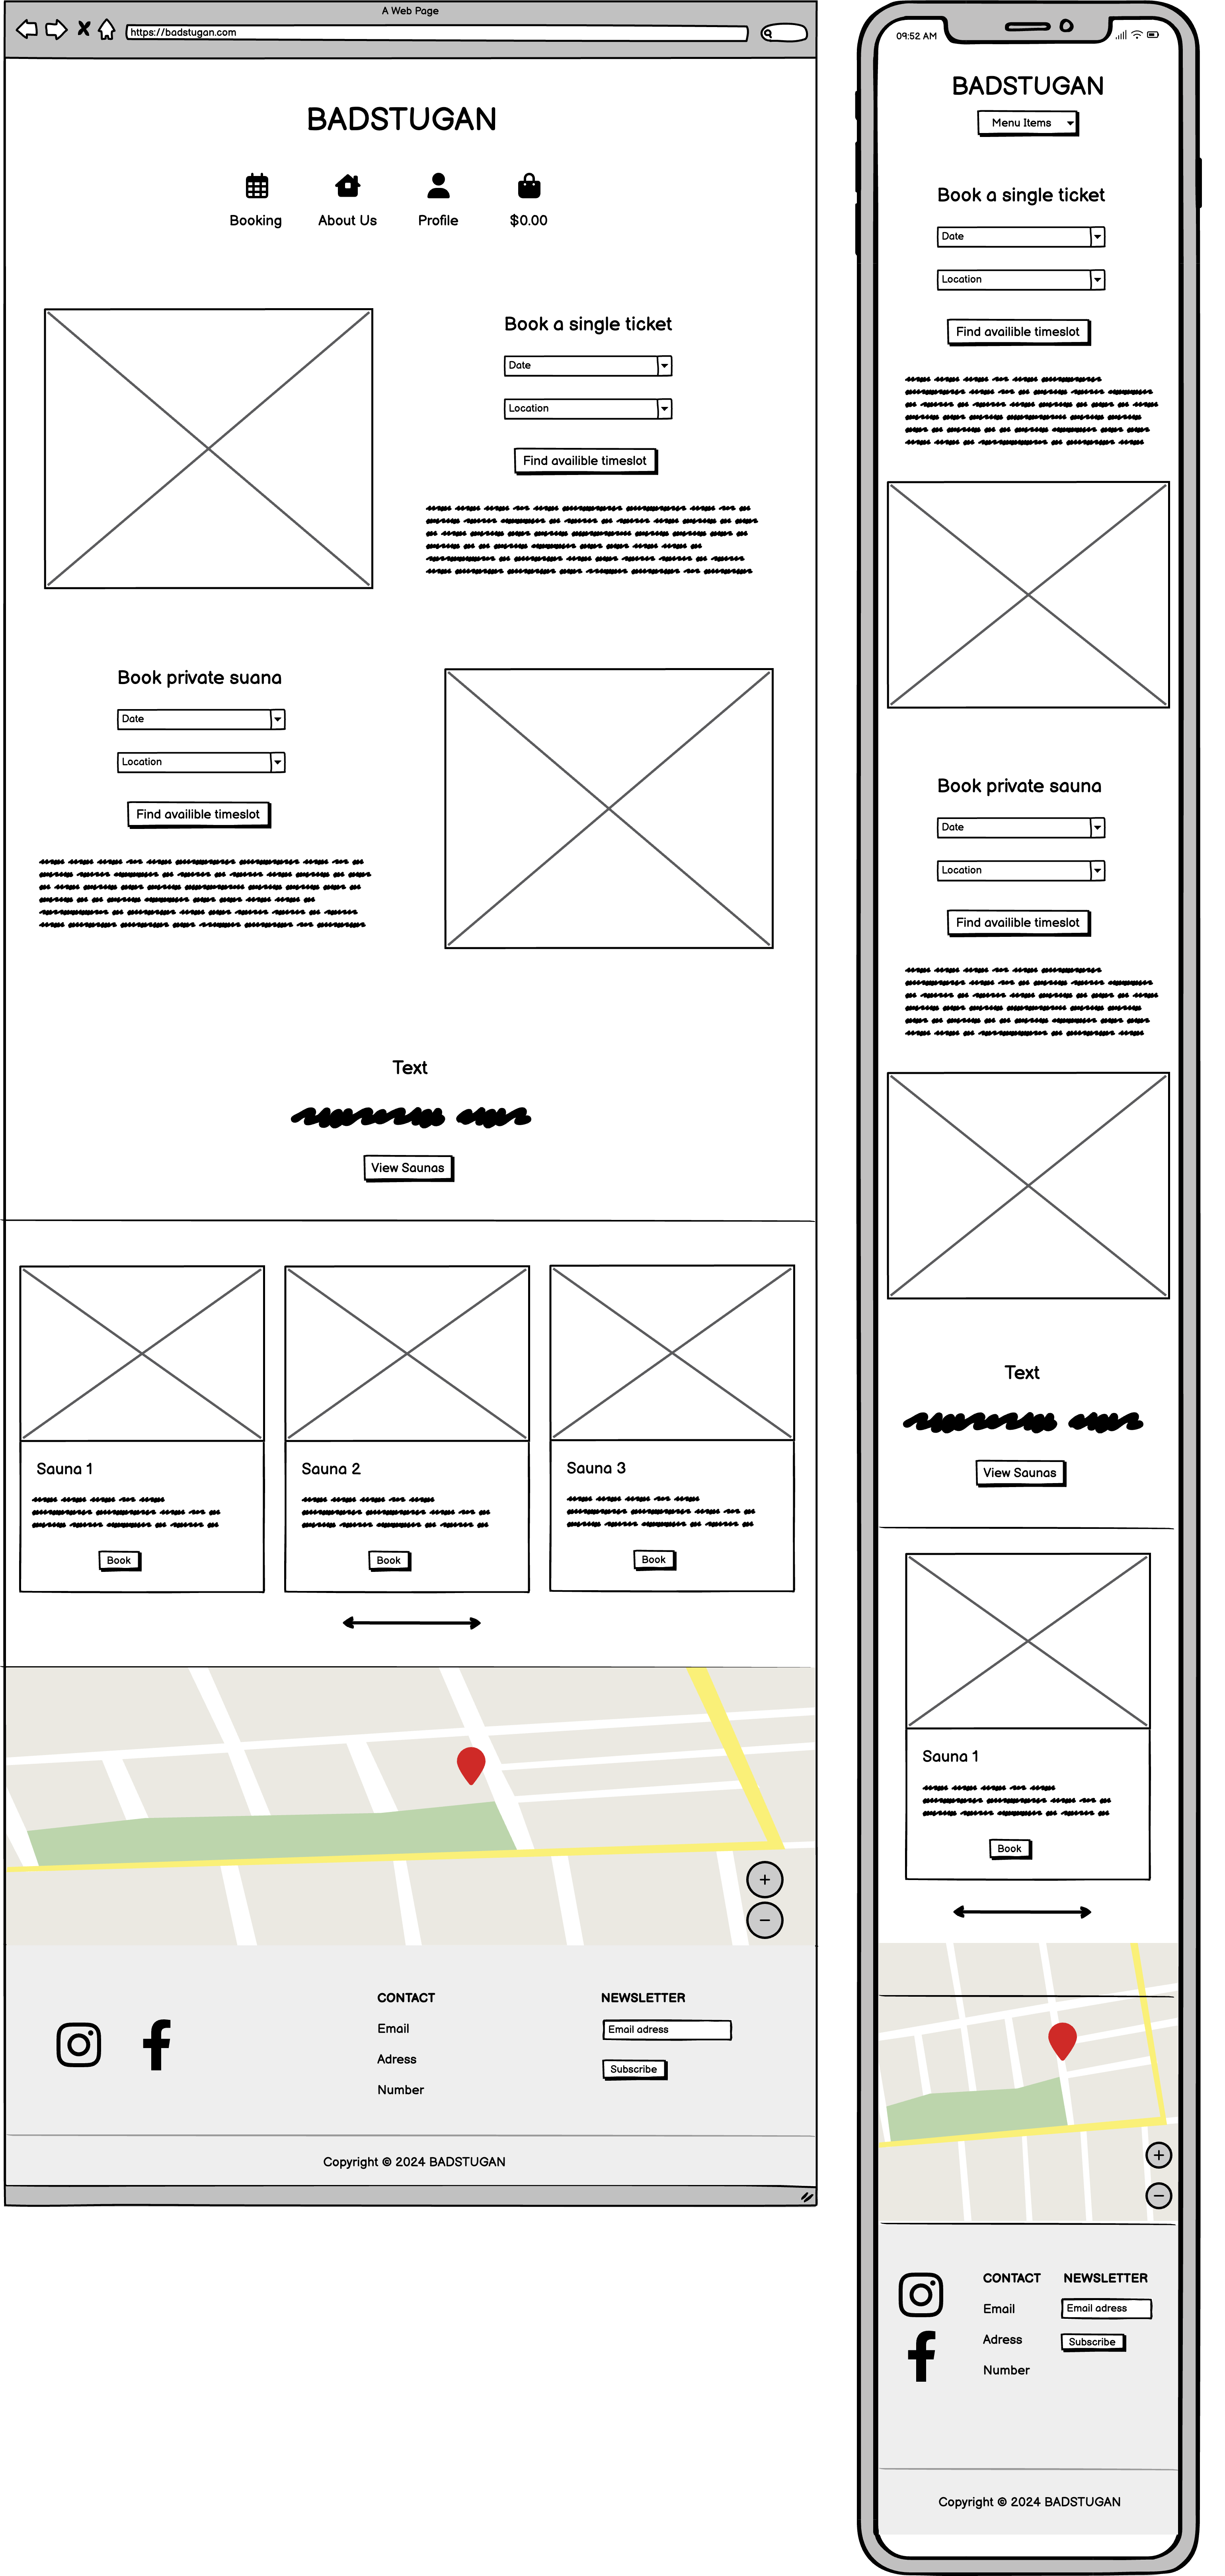 A Web Page
https://badstugan.com
BADSTUGAN
Booking About Us Profile $0.00
Book a single ticket
Date
Location
Find availible timeslot
Book private suana
Date
Location
Find availible timeslot
Text
View Saunas
Sauna 1
Book
Sauna 2
Book
Sauna 3
Book
CONTACT
Email
Adress
Number
NEWSLETTER
Email adress
Subscribe
Copyright © 2024 BADSTUGAN
09:52 AM
BADSTUGAN
Menu Items
Book a single ticket
Date
Location
Find availible timeslot
Book private sauna
Date
Location
Find availible timeslot
Text
View Saunas
Sauna 1
Book
CONTACT
Email
Adress
Number
NEWSLETTER
Email adress
Subscribe
Copyright © 2024 BADSTUGAN